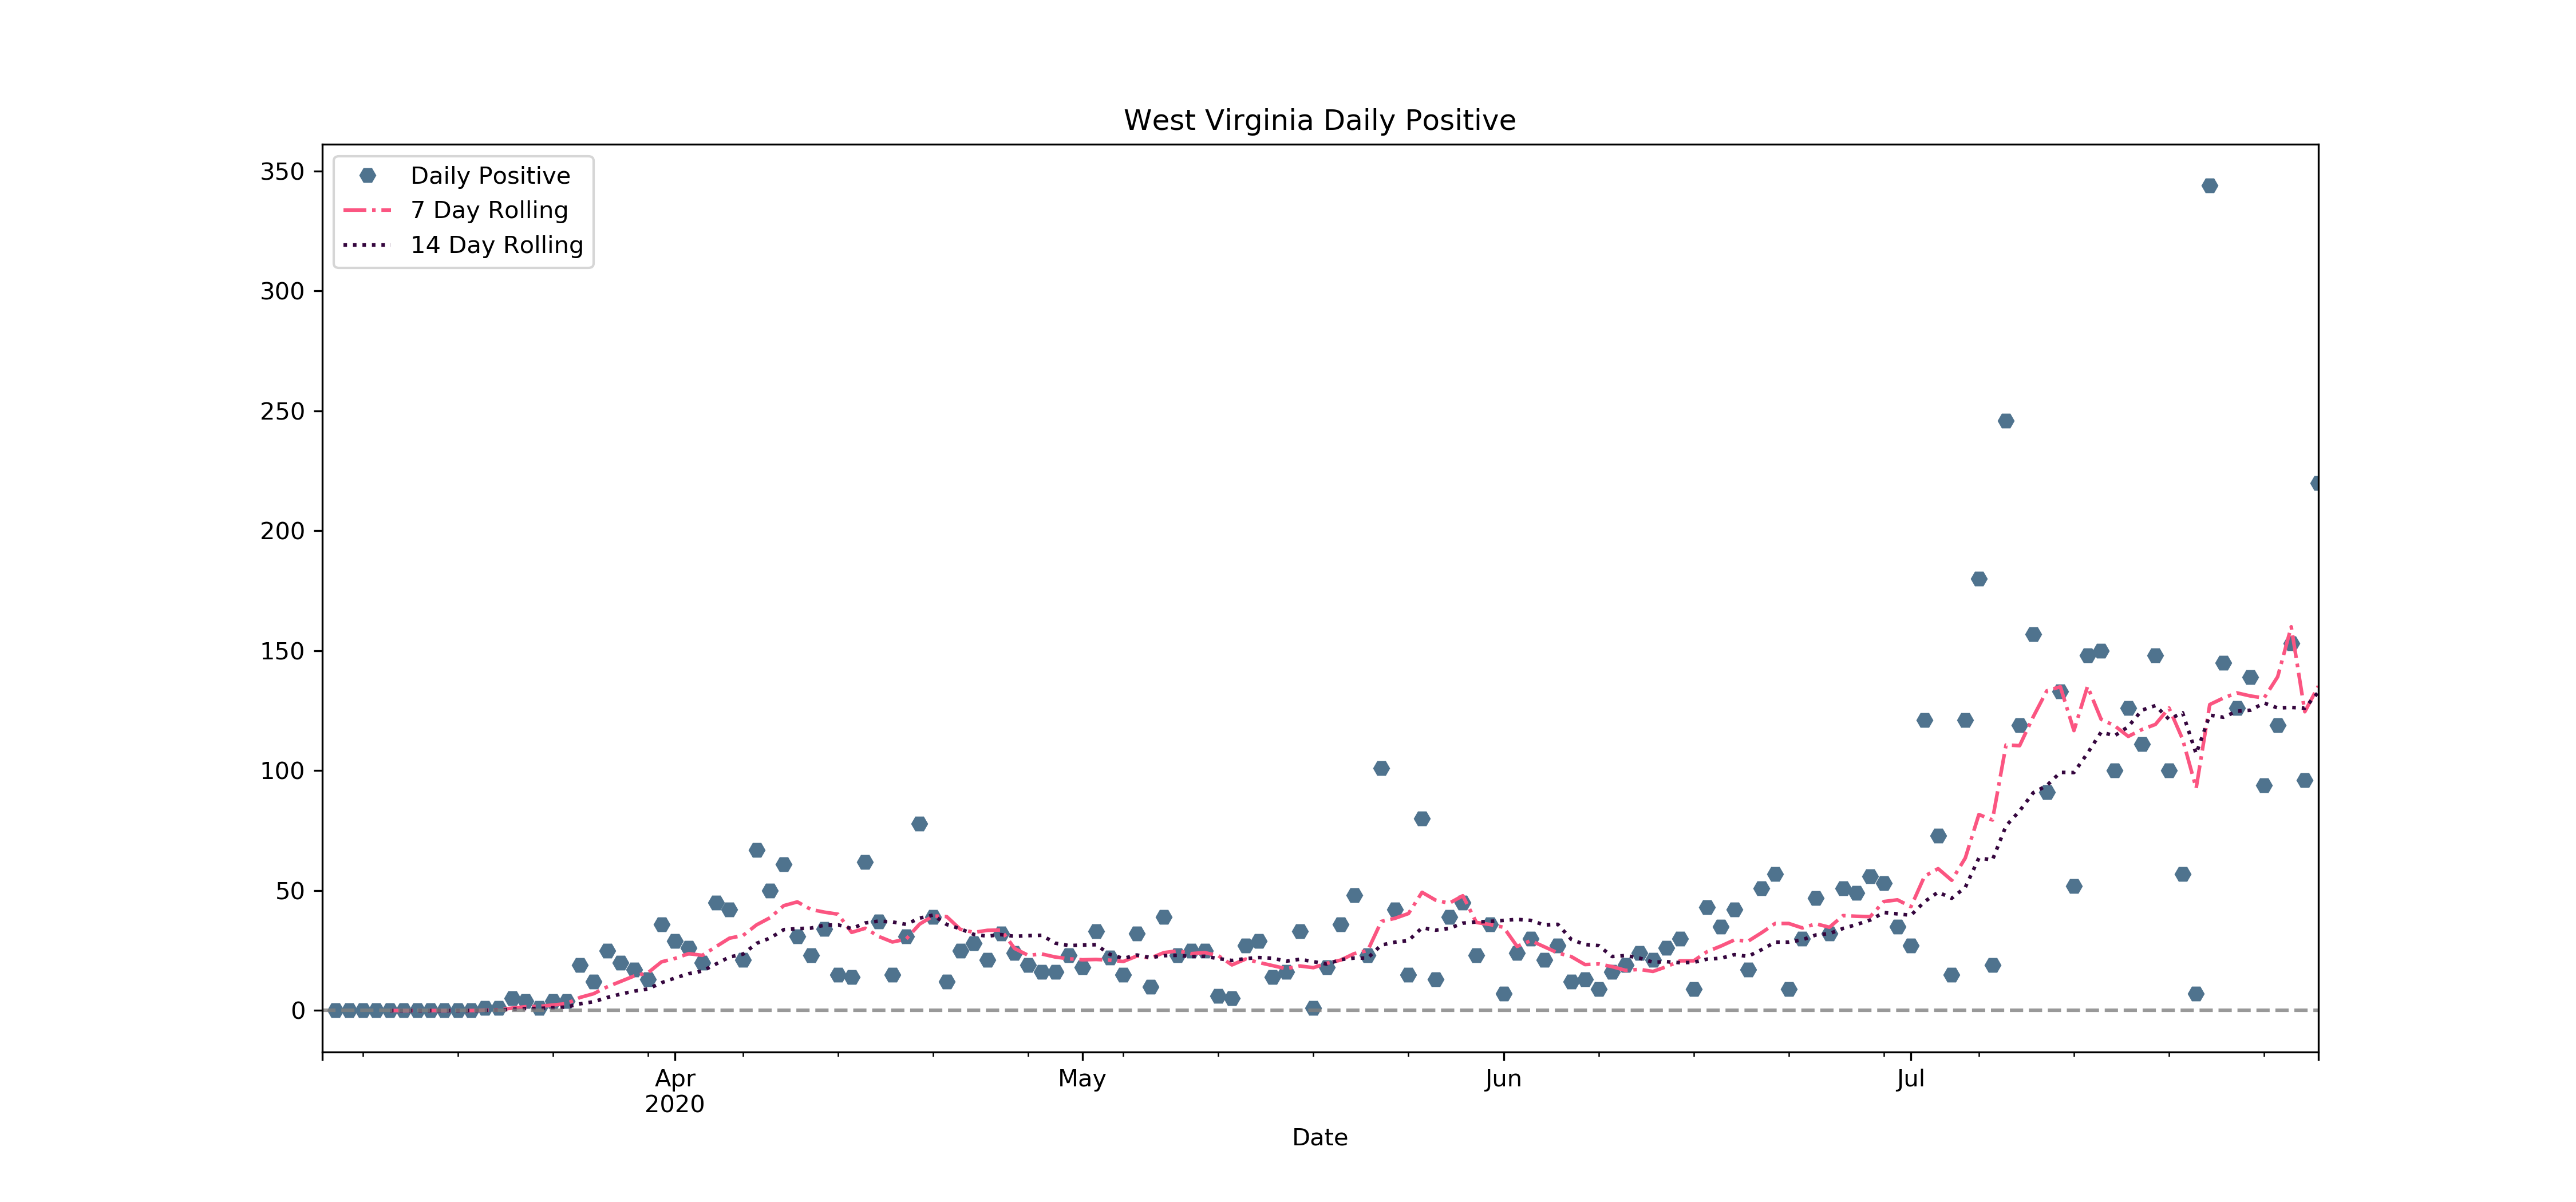 West Virginia Daily Positive
350
300
250
200
150
100
50
0
Daily Positive
7 Day Rolling
14 Day Rolling
Apr
2020
May
Jun
Jul
Date